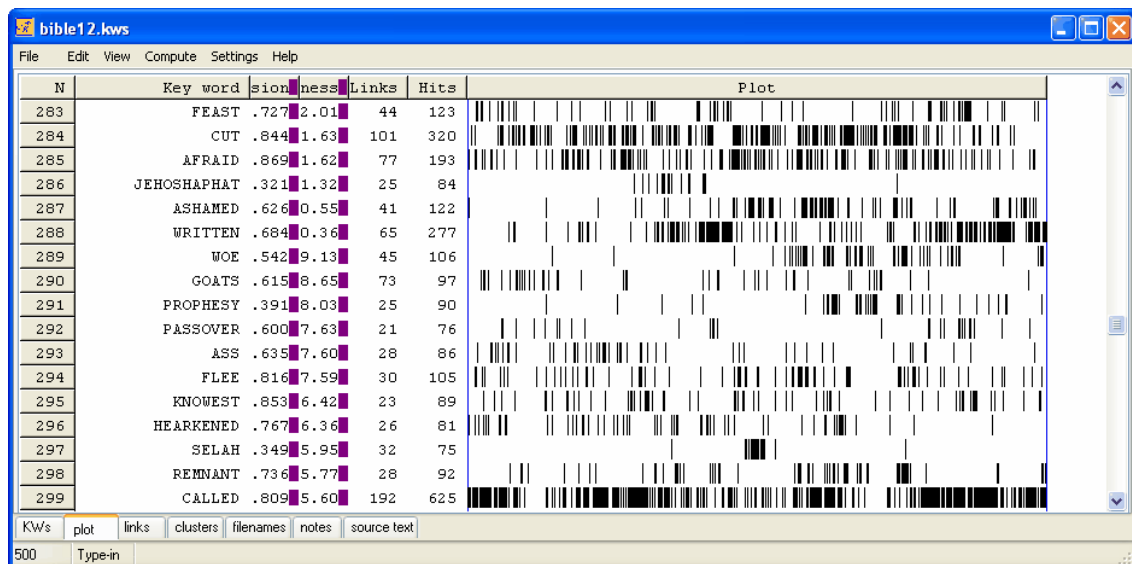 bible12.kws
File Edit View Compute Settings Help
N Key word sion ness Links Hits Plot
283 FEAST .727 2.01 44 123
284 CUT .844 1.63 101 320
285 AFRAID .869 1.62 77 193
286 JEHOSHAPHAT .321 1.32 25 84
287 ASHAMED .626 0.55 41 122
288 WRITTEN .684 0.36 65 277
289 WOE .542 9.13 45 106
290 GOATS .615 8.65 73 97
291 PROPHESY .391 8.03 25 90
292 PASSOVER .600 7.63 21 76
293 ASS .635 7.60 28 86
294 FLEE .816 7.59 30 105
295 KNOWEST .853 6.42 23 89
296 HEARKENED .767 6.36 26 81
297 SELAH .349 5.95 32 75
298 REMNANT .736 5.77 28 92
299 CALLED .809 5.60 192 625
KWs plot links clusters filenames notes source text
500 Type-in